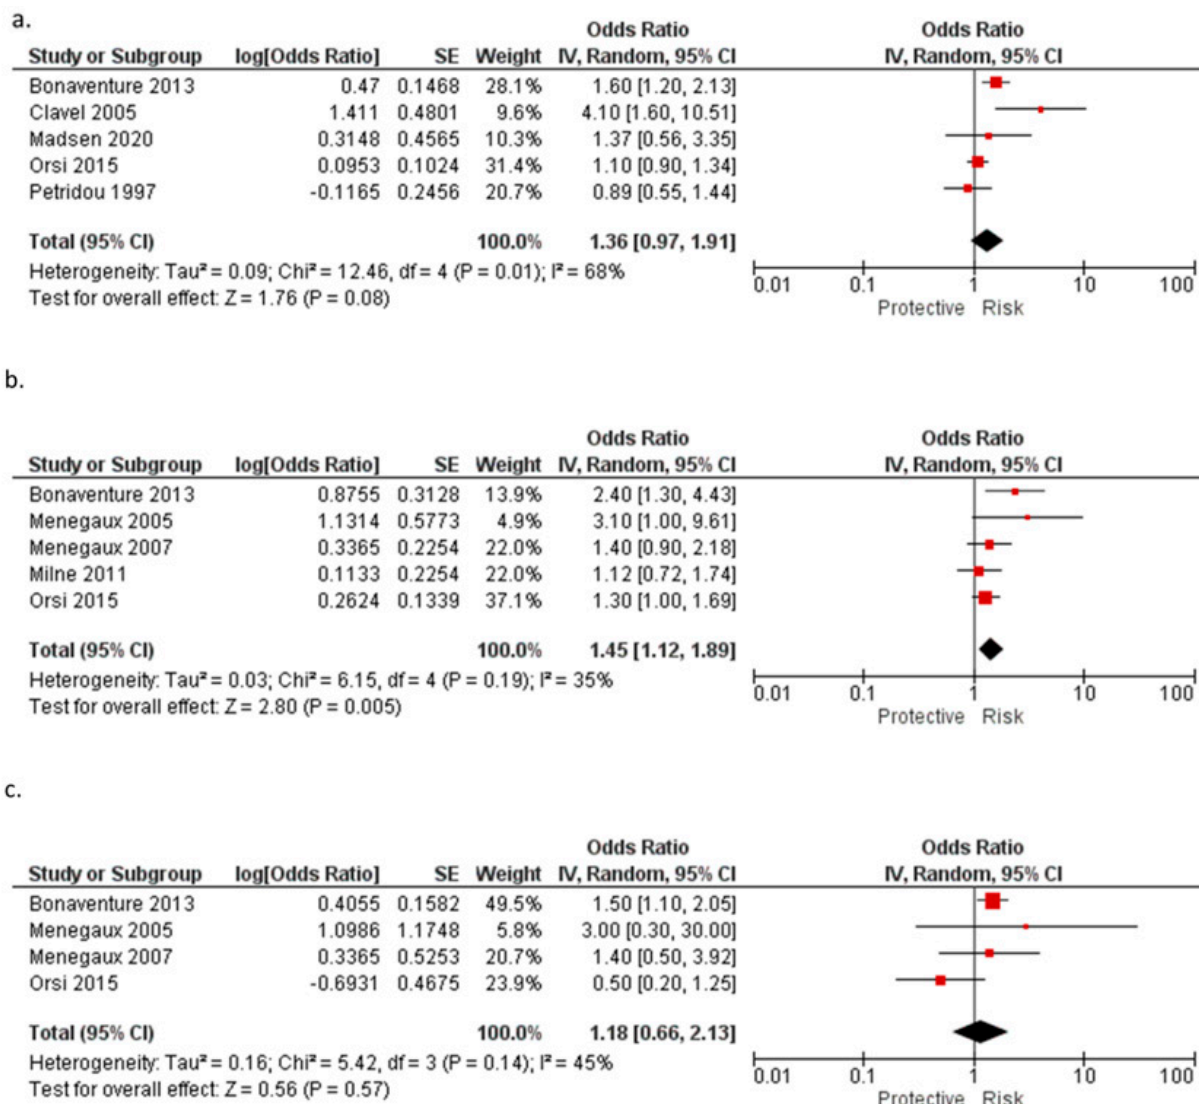 a.
Odds Ratio Odds Ratio
Study or Subgroup log[Odds Ratio] SE Weight IV, Random, 95% CI IV, Random, 95% CI
Bonaventure 2013 0.47 0.1468 28.1% 1.60 [1.20, 2.13]
Clavel 2005 1.411 0.4801 9.6% 4.10 [1.60, 10.51]
Madsen 2020 0.3148 0.4565 10.3% 1.37 [0.56, 3.35]
Orsi 2015 0.0953 0.1024 31.4% 1.10 [0.90, 1.34]
Petridou 1997 -0.1165 0.2456 20.7% 0.89 [0.55, 1.44]
Total (95% CI) 100.0% 1.36 [0.97, 1.91]
Heterogeneity: Tau² = 0.09; Chi² = 12.46, df = 4 (P = 0.01); I² = 68%
Test for overall effect: Z = 1.76 (P = 0.08)
0.01 0.1 1 10 100
Protective Risk
b.
Odds Ratio Odds Ratio
Study or Subgroup log[Odds Ratio] SE Weight IV, Random, 95% CI IV, Random, 95% CI
Bonaventure 2013 0.8755 0.3128 13.9% 2.40 [1.30, 4.43]
Menegaux 2005 1.1314 0.5773 4.9% 3.10 [1.00, 9.61]
Menegaux 2007 0.3365 0.2254 22.0% 1.40 [0.90, 2.18]
Milne 2011 0.1133 0.2254 22.0% 1.12 [0.72, 1.74]
Orsi 2015 0.2624 0.1339 37.1% 1.30 [1.00, 1.69]
Total (95% CI) 100.0% 1.45 [1.12, 1.89]
Heterogeneity: Tau² = 0.03; Chi² = 6.15, df = 4 (P = 0.19); I² = 35%
Test for overall effect: Z = 2.80 (P = 0.005)
0.01 0.1 1 10 100
Protective Risk
c.
Odds Ratio Odds Ratio
Study or Subgroup log[Odds Ratio] SE Weight IV, Random, 95% CI IV, Random, 95% CI
Bonaventure 2013 0.4055 0.1582 49.5% 1.50 [1.10, 2.05]
Menegaux 2005 1.0986 1.1748 5.8% 3.00 [0.30, 30.00]
Menegaux 2007 0.3365 0.5253 20.7% 1.40 [0.50, 3.92]
Orsi 2015 -0.6931 0.4675 23.9% 0.50 [0.20, 1.25]
Total (95% CI) 100.0% 1.18 [0.66, 2.13]
Heterogeneity: Tau² = 0.16; Chi² = 5.42, df = 3 (P = 0.14); I² = 45%
Test for overall effect: Z = 0.56 (P = 0.57)
0.01 0.1 1 10 100
Protective Risk